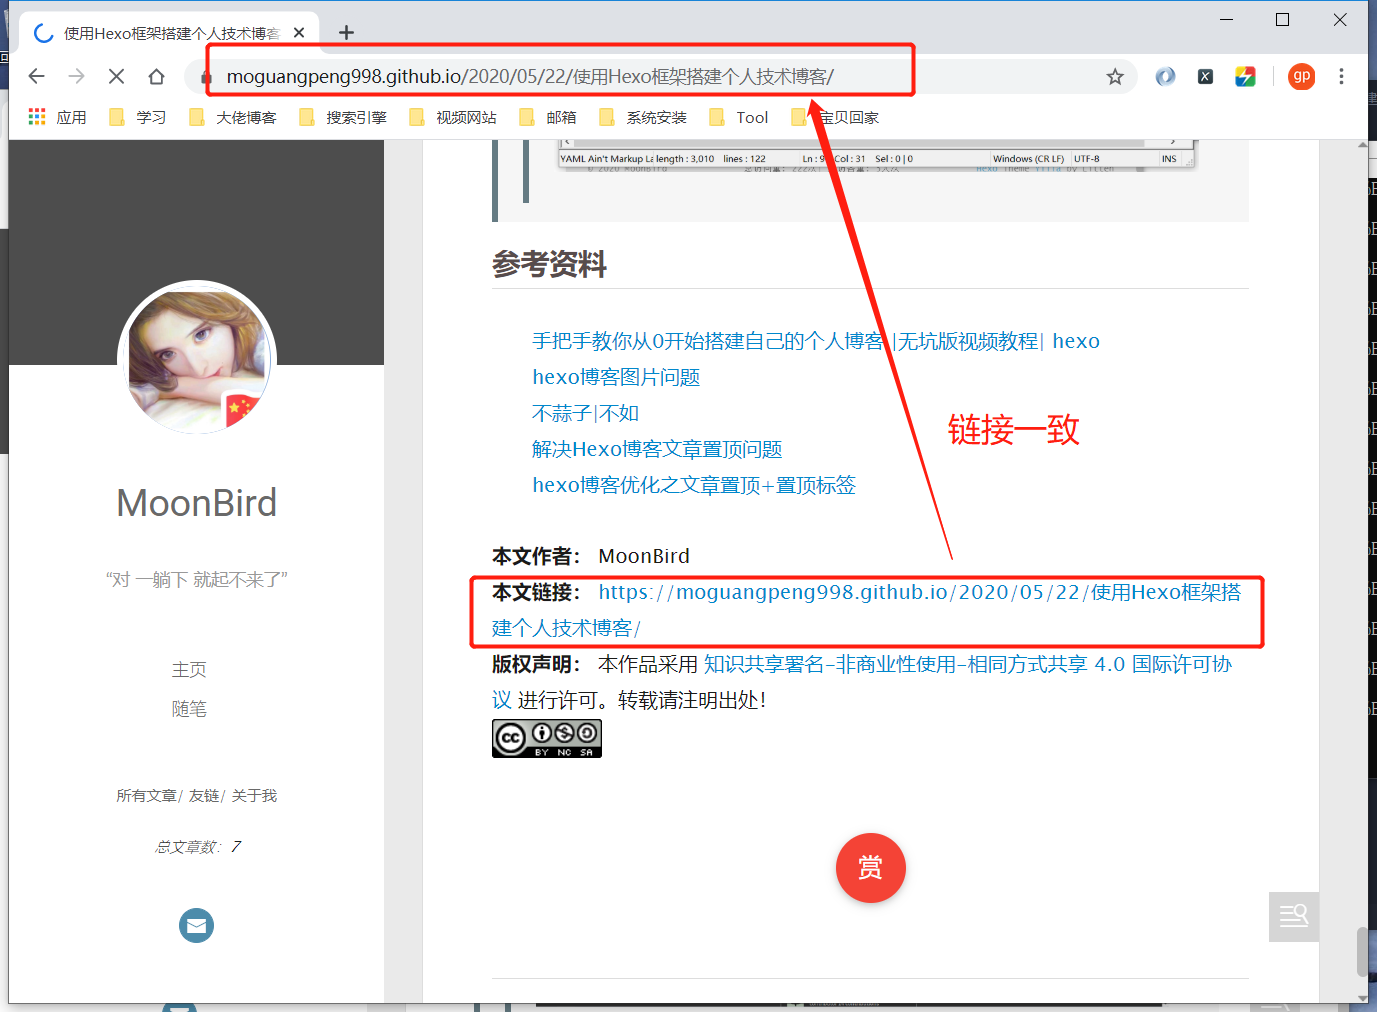 使用Hexo框架搭建个人技术博客
moguangpeng998.github.io/2020/05/22/使用Hexo框架搭建个人技术博客/
gp
应用 学习 大佬博客 搜索引擎 视频网站 邮箱 系统安装 Tool 宝贝回家
YAML Ain't Markup La length : 3,010 lines : 122 Ln : 9 Col : 31 Sel : 0 | 0 Windows (CR LF) UTF-8 INS
参考资料
手把手教你从0开始搭建自己的个人博客 |无坑版视频教程| hexo
hexo博客图片问题
不蒜子|不如
解决Hexo博客文章置顶问题
hexo博客优化之文章置顶+置顶标签
链接一致
本文作者： MoonBird
本文链接： https://moguangpeng998.github.io/2020/05/22/使用Hexo框架搭
建个人技术博客/
版权声明： 本作品采用 知识共享署名-非商业性使用-相同方式共享 4.0 国际许可协
议 进行许可。转载请注明出处！
cc BY NC SA
赏
MoonBird
“对 一躺下 就起不来了”
主页
随笔
所有文章/ 友链/ 关于我
总文章数： 7